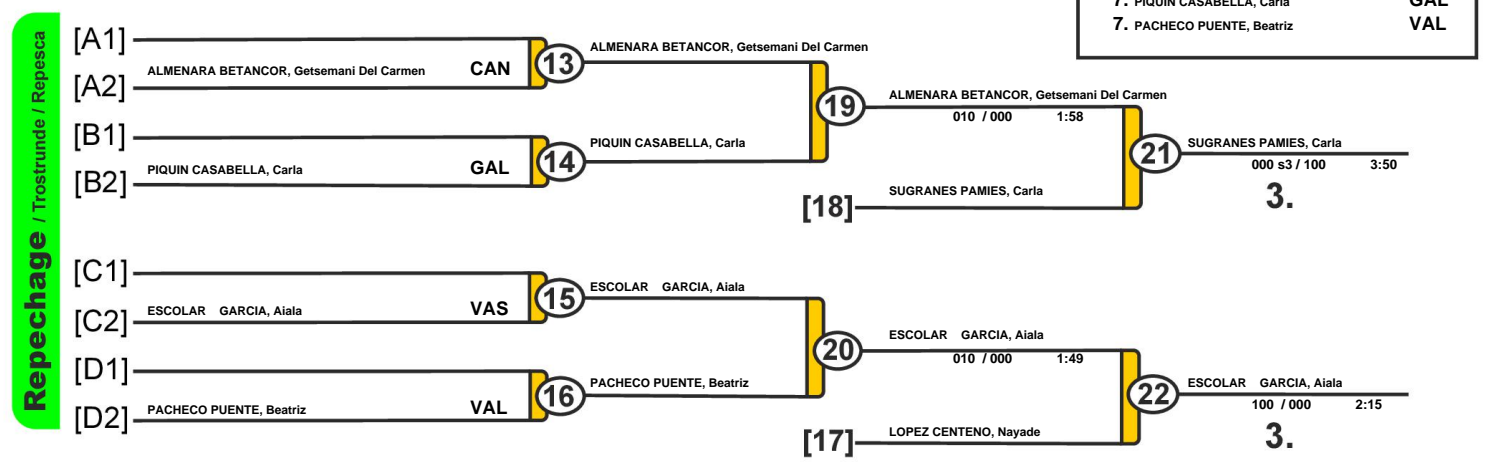 7. PIQUIN CASABELLA, Carla GAL
7. PACHECO PUENTE, Beatriz VAL
Repechage / Trostrunde / Repesca
[A1]
ALMENARA BETANCOR, Getsemani Del Carmen CAN
[A2]
13
ALMENARA BETANCOR, Getsemani Del Carmen
[B1]
PIQUIN CASABELLA, Carla GAL
[B2]
14
PIQUIN CASABELLA, Carla
19
ALMENARA BETANCOR, Getsemani Del Carmen
010 / 000 1:58
[18]
SUGRANES PAMIES, Carla
21
SUGRANES PAMIES, Carla
000 s3 / 100 3:50
3.
[C1]
ESCOLAR GARCIA, Aiala VAS
[C2]
15
ESCOLAR GARCIA, Aiala
[D1]
PACHECO PUENTE, Beatriz VAL
[D2]
16
PACHECO PUENTE, Beatriz
20
ESCOLAR GARCIA, Aiala
010 / 000 1:49
[17]
LOPEZ CENTENO, Nayade
22
ESCOLAR GARCIA, Aiala
100 / 000 2:15
3.